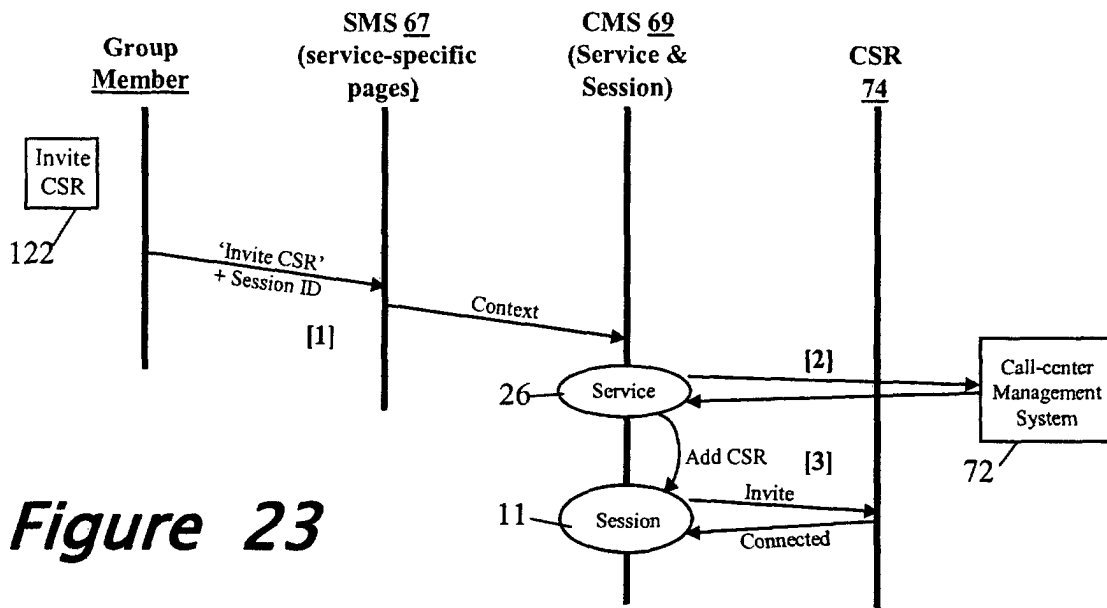 Group
Member
SMS 67
(service-specific
pages)
CMS 69
(Service &
Session)
CSR
74
Invite
CSR
122
'Invite CSR'
+ Session ID
[1]
Context
[2]
Service
26
Call-center
Management
System
72
Add CSR
[3]
Invite
Session
11
Connected
Figure 23